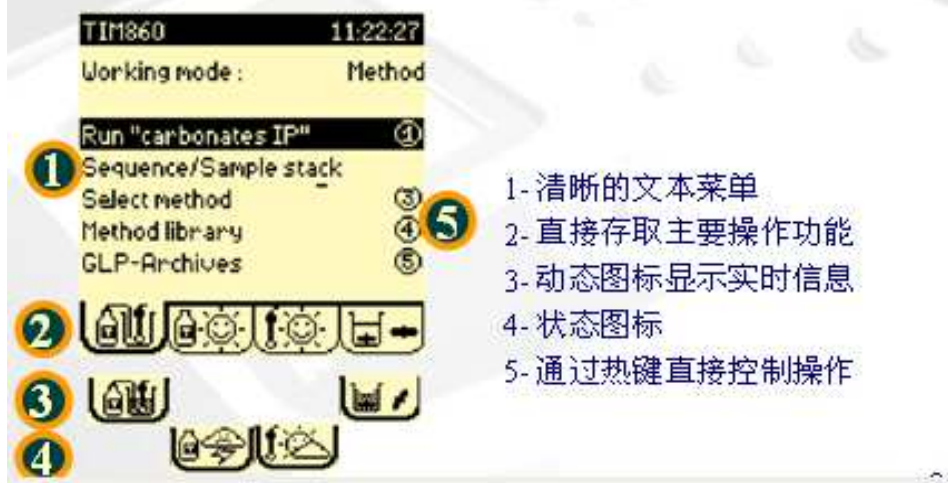 TIM860 11:22:27
Working mode : Method
Run "carbonates IP" ①
Sequence/Sample stack
Select method ③
Method library ④
GLP-Archives ⑤
1
5
2
3
4
1- 清晰的文本菜单
2- 直接存取主要操作功能
3- 动态图标显示实时信息
4- 状态图标
5- 通过热键直接控制操作